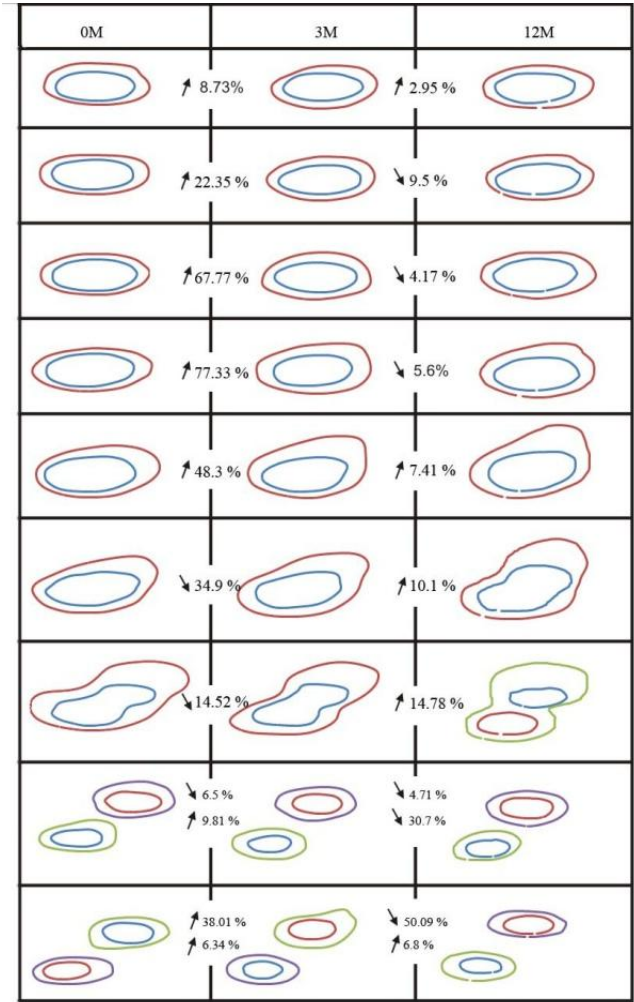 0M 3M 12M
8.73% 2.95 %
22.35 % 9.5 %
67.77 % 4.17 %
77.33 % 5.6%
48.3 % 7.41 %
34.9 % 10.1 %
14.52 % 14.78 %
6.5 % 4.71 %
9.81 % 30.7 %
38.01 % 50.09 %
6.34 % 6.8 %